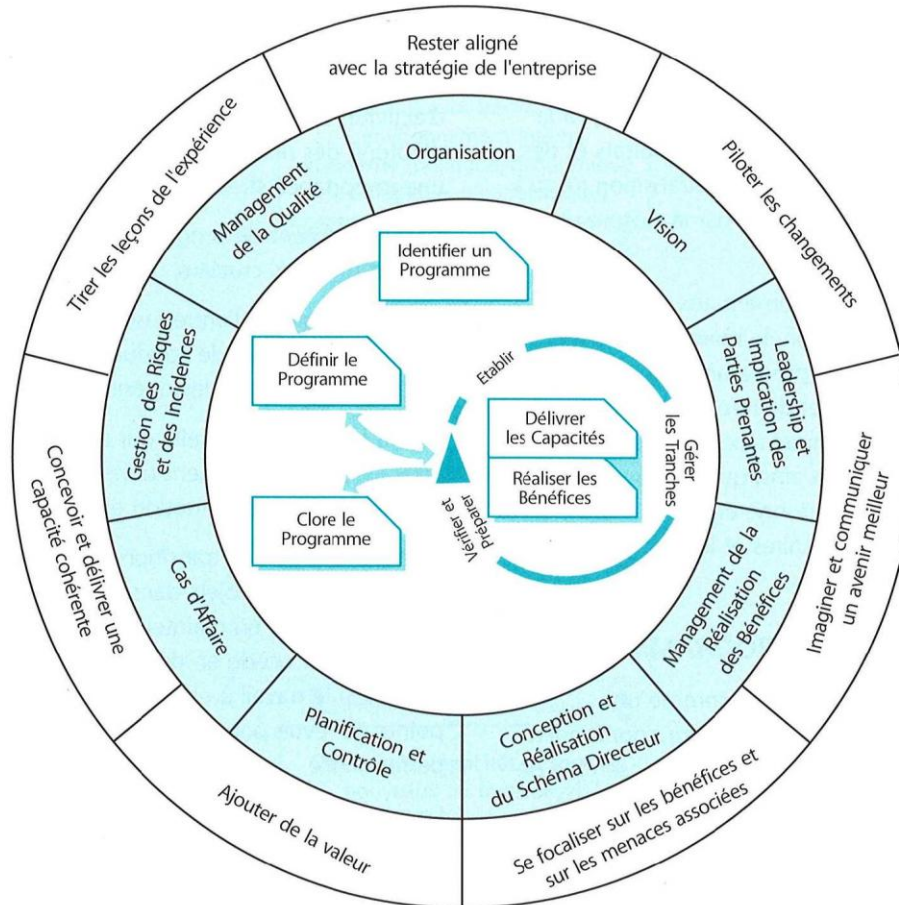 Rester aligné
avec la stratégie de l'entreprise
Piloter les changements
Imaginer et communiquer
un avenir meilleur
Se focaliser sur les bénéfices et
sur les menaces associées
Ajouter de la valeur
Concevoir et délivrer une
capacité cohérente
Tirer les leçons de l'expérience
Organisation
Vision
Leadership et
Implication des
Parties Prenantes
Management de la
Réalisation
des Bénéfices
Conception et
Réalisation
du Schéma Directeur
Planification et
Contrôle
Cas d'Affaire
Gestion des Risques
et des Incidences
Management
de la Qualité
Identifier un
Programme
Définir le
Programme
Clore le
Programme
Etablir
Gérer
les Tranches
Vérifier et
Préparer
Délivrer
les Capacités
Réaliser les
Bénéfices